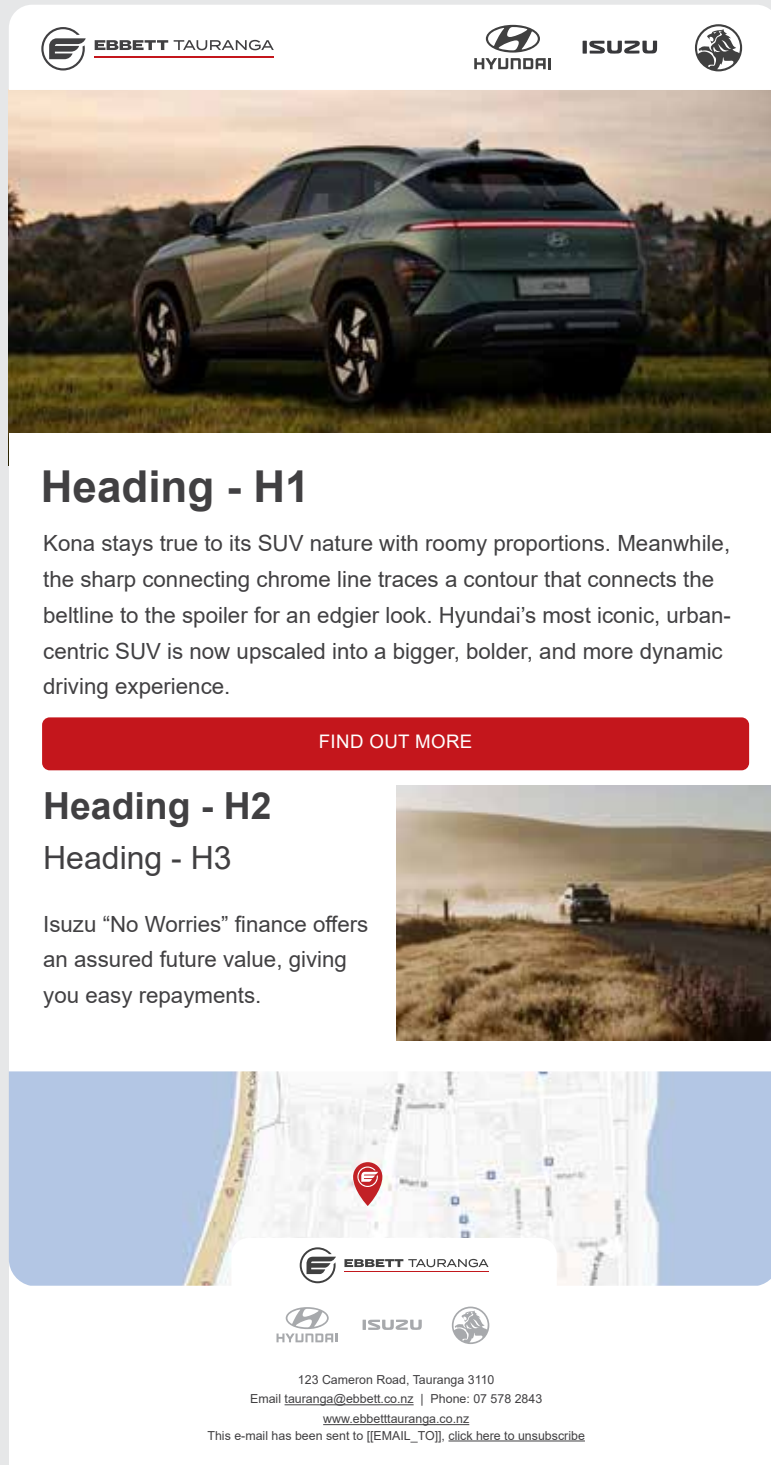 EBBETT TAURANGA
HYUNDAI
ISUZU
KONA
Heading - H1
Kona stays true to its SUV nature with roomy proportions. Meanwhile,
the sharp connecting chrome line traces a contour that connects the
beltline to the spoiler for an edgier look. Hyundai’s most iconic, urban-
centric SUV is now upscaled into a bigger, bolder, and more dynamic
driving experience.
FIND OUT MORE
Heading - H2
Heading - H3
Isuzu “No Worries” finance offers
an assured future value, giving
you easy repayments.
Cameron Rd
EBBETT TAURANGA
HYUNDAI
ISUZU
123 Cameron Road, Tauranga 3110
Email tauranga@ebbett.co.nz | Phone: 07 578 2843
www.ebbetttauranga.co.nz
This e-mail has been sent to [[EMAIL_TO]], click here to unsubscribe